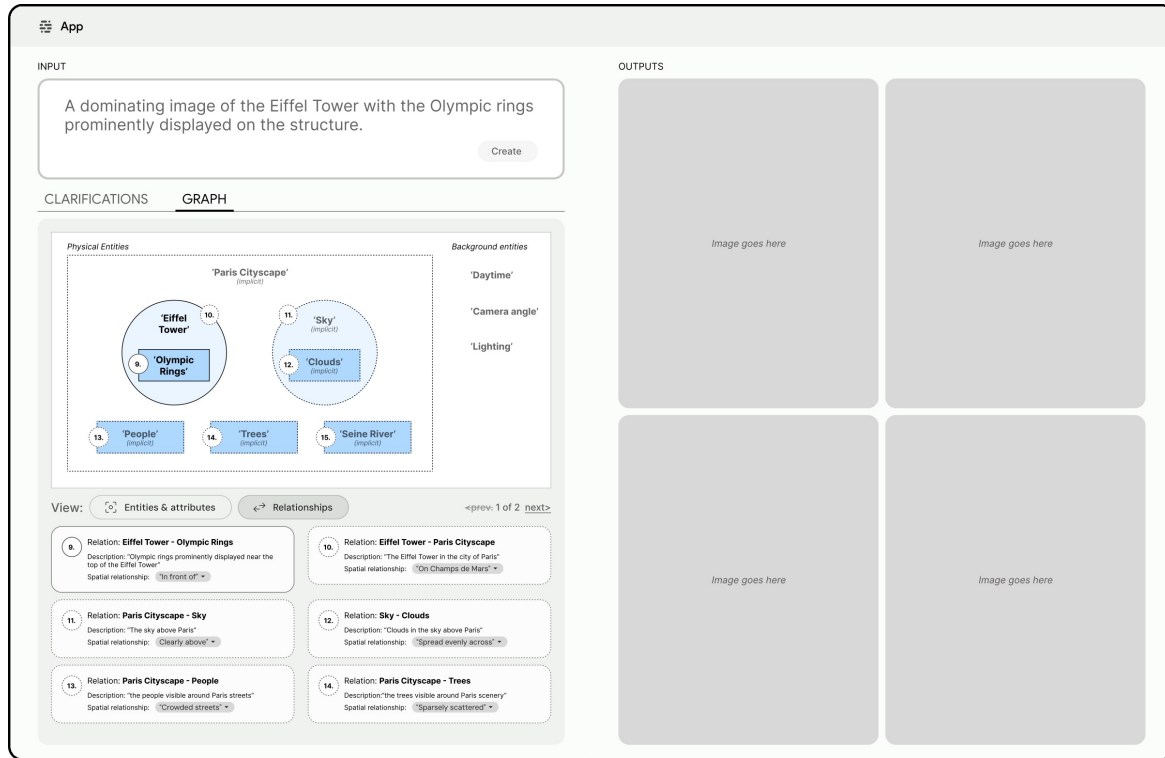 App
INPUT
A dominating image of the Eiffel Tower with the Olympic rings
prominently displayed on the structure.
Create
CLARIFICATIONS GRAPH
Physical Entities
Background entities
'Paris Cityscape'
(implicit)
'Eiffel
Tower'
10.
9.
'Olympic
Rings'
11.
'Sky'
(implicit)
12.
'Clouds'
(implicit)
13.
'People'
(implicit)
14.
'Trees'
(implicit)
15.
'Seine River'
(implicit)
'Daytime'
'Camera angle'
'Lighting'
View: Entities & attributes Relationships <prev. 1 of 2 next>
9.
Relation: Eiffel Tower - Olympic Rings
Description: "Olympic rings prominently displayed near the
top of the Eiffel Tower"
Spatial relationship: "In front of"
10.
Relation: Eiffel Tower - Paris Cityscape
Description: "The Eiffel Tower in the city of Paris"
Spatial relationship: "On Champs de Mars"
11.
Relation: Paris Cityscape - Sky
Description: "The sky above Paris"
Spatial relationship: Clearly above"
12.
Relation: Sky - Clouds
Description: "Clouds in the sky above Paris"
Spatial relationship: "Spread evenly across"
13.
Relation: Paris Cityscape - People
Description: "the people visible around Paris streets"
Spatial relationship: "Crowded streets"
14.
Relation: Paris Cityscape - Trees
Description:"the trees visible around Paris scenery"
Spatial relationship: "Sparsely scattered"
OUTPUTS
Image goes here
Image goes here
Image goes here
Image goes here